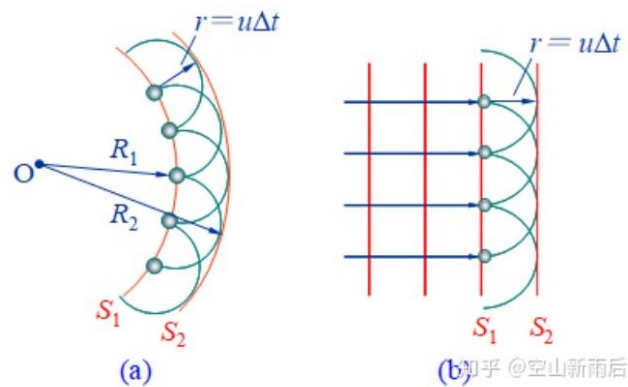 r = uΔt
O
R₁
R₂
S₁
S₂
(a)
r = uΔt
S₁
S₂
(b)
知乎 @空山新雨后